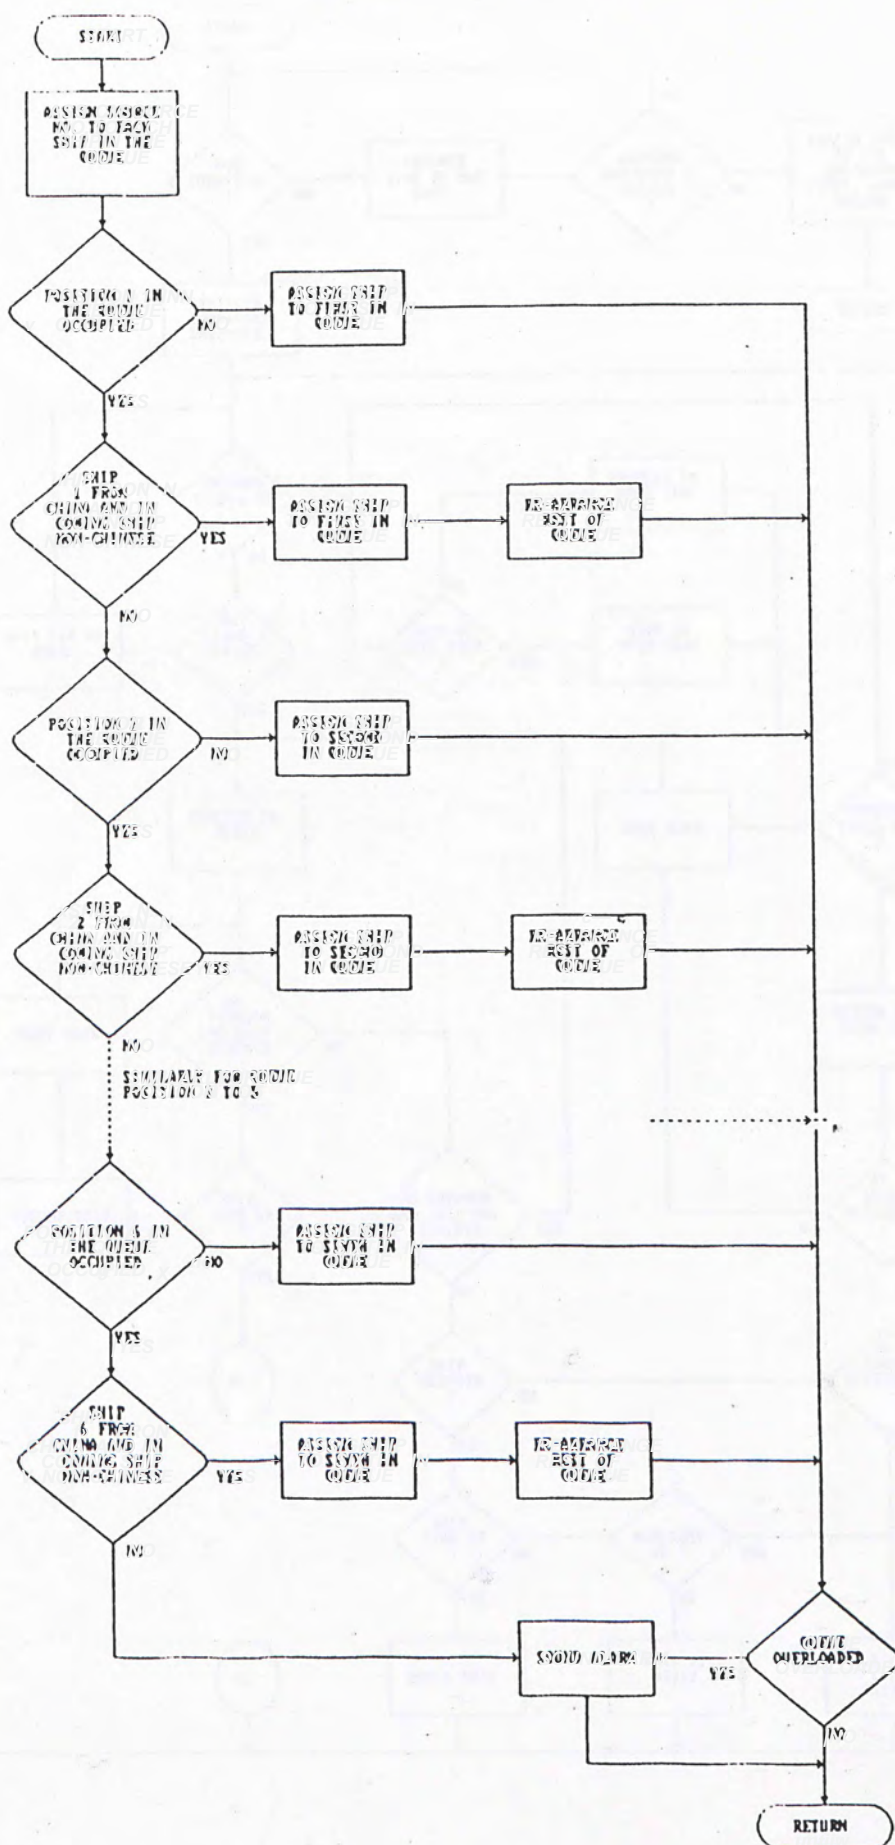 START
ASSIGN SOURCE
NO. TO EACH
SHIP IN THE
QUEUE
POSITION 1 IN
THE QUEUE
OCCUPIED
NO
ASSIGN SHIP
TO FIRST IN
QUEUE
YES
SHIP
1 FROM
CHINA AND IN
COMING SHIP
NON-CHINESE
YES
ASSIGN SHIP
TO FIRST IN
QUEUE
RE-ARRANGE
REST OF
QUEUE
NO
POSITION 2 IN
THE QUEUE
OCCUPIED
NO
ASSIGN SHIP
TO SECOND
IN QUEUE
YES
SHIP
2 FROM
CHINA AND IN
COMING SHIP
NON-CHINESE
YES
ASSIGN SHIP
TO SECOND
IN QUEUE
RE-ARRANGE
REST OF
QUEUE
NO
SIMILARLY FOR QUEUE
POSITION TO 5
POSITION 6 IN
THE QUEUE
OCCUPIED
NO
ASSIGN SHIP
TO SIXTH IN
QUEUE
YES
SHIP
6 FROM
CHINA AND IN
COMING SHIP
NON-CHINESE
YES
ASSIGN SHIP
TO SIXTH IN
QUEUE
RE-ARRANGE
REST OF
QUEUE
NO
SOUND ALARM
YES
QUEUE
OVERLOADED
NO
RETURN